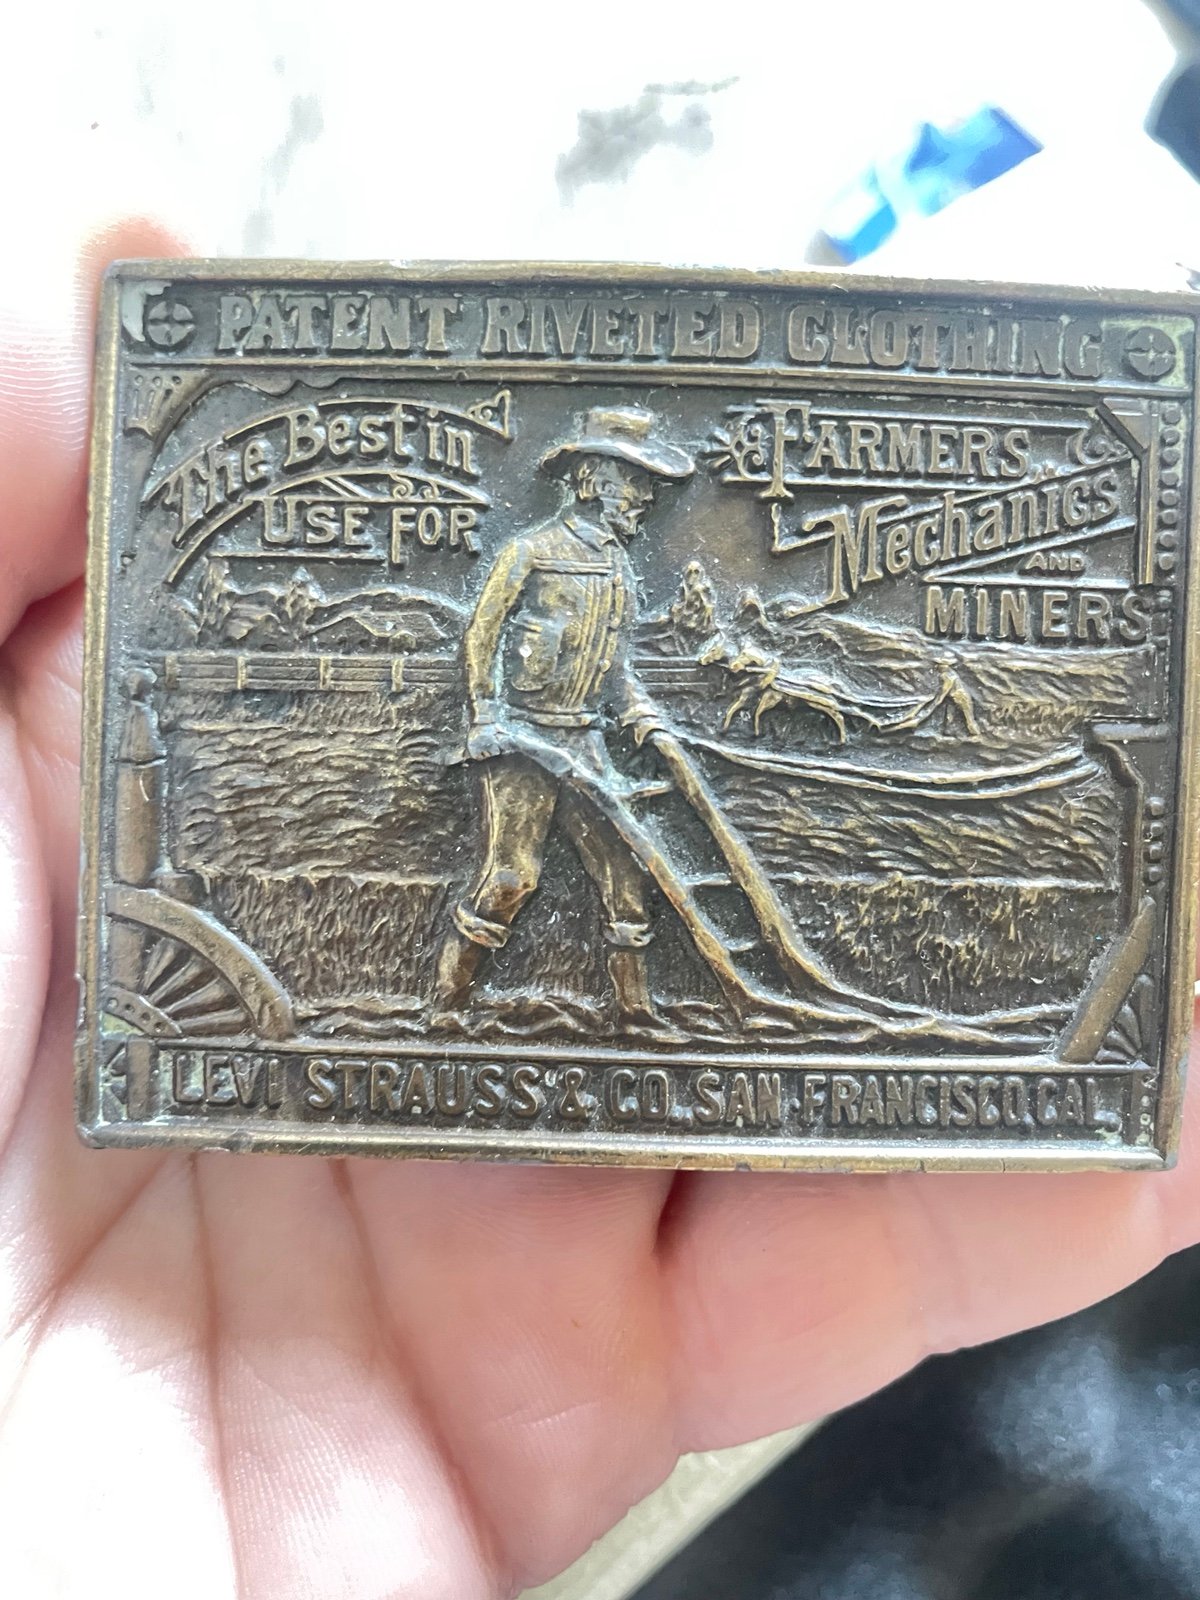 PATENT RIVETED CLOTHING
The Best in
USE FOR
FARMERS
Mechanics
AND
MINERS
LEVI STRAUSS & CO. SAN FRANCISCO, CAL.